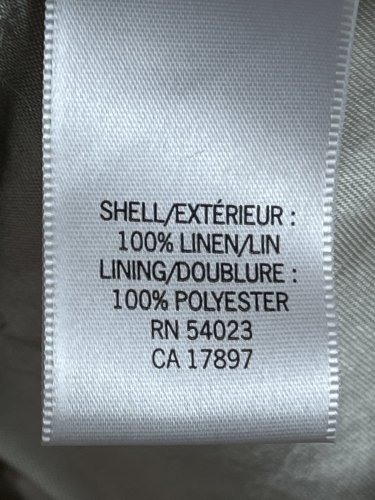 SHELL/EXTÉRIEUR :
100% LINEN/LIN
LINING/DOUBLURE :
100% POLYESTER
RN 54023
CA 17897